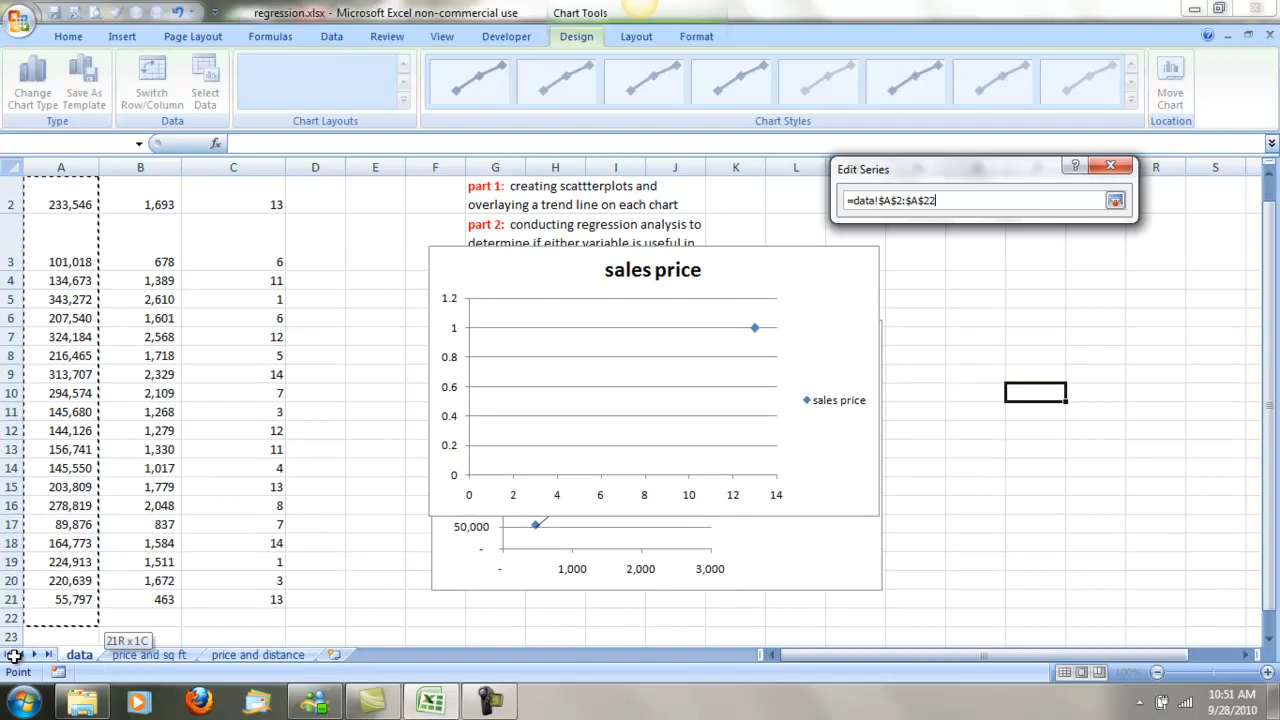 regression.xlsx - Microsoft Excel non-commercial use
Chart Tools
Home Insert Page Layout Formulas Data Review View Developer Design Layout Format
Change Chart Type
Save As Template
Switch Row/Column
Select Data
Move Chart
Type Data Chart Layouts Chart Styles Location
fx
A B C D E F G H I J K L R S
Edit Series
=data!$A$2:$A$22
2 233,546 1,693 13
3 101,018 678 6
4 134,673 1,389 11
5 343,272 2,610 1
6 207,540 1,601 6
7 324,184 2,568 12
8 216,465 1,718 5
9 313,707 2,329 14
10 294,574 2,109 7
11 145,680 1,268 3
12 144,126 1,279 12
13 156,741 1,330 11
14 145,550 1,017 4
15 203,809 1,779 13
16 278,819 2,048 8
17 89,876 837 7
18 164,773 1,584 14
19 224,913 1,511 1
20 220,639 1,672 3
21 55,797 463 13
22
23
part 1: creating scattterplots and
overlaying a trend line on each chart
part 2: conducting regression analysis to
determine if either variable is useful in
sales price
1.2
1
0.8
0.6
0.4
0.2
0
0 2 4 6 8 10 12 14
sales price
50,000
-
- 1,000 2,000 3,000
21R x 1C
data price and sq ft price and distance
Point
100%
10:51 AM
9/28/2010